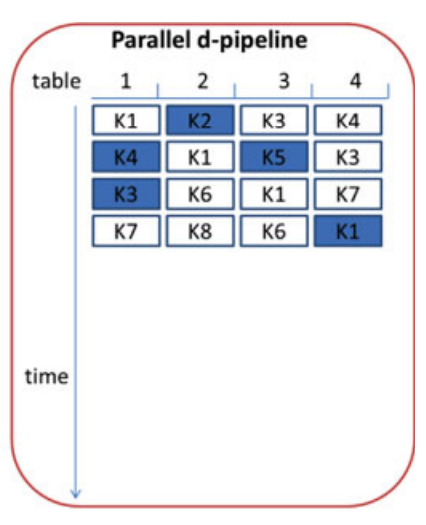 Parallel d-pipeline
table 1 2 3 4
K1 K2 K3 K4
K4 K1 K5 K3
K3 K6 K1 K7
K7 K8 K6 K1
time